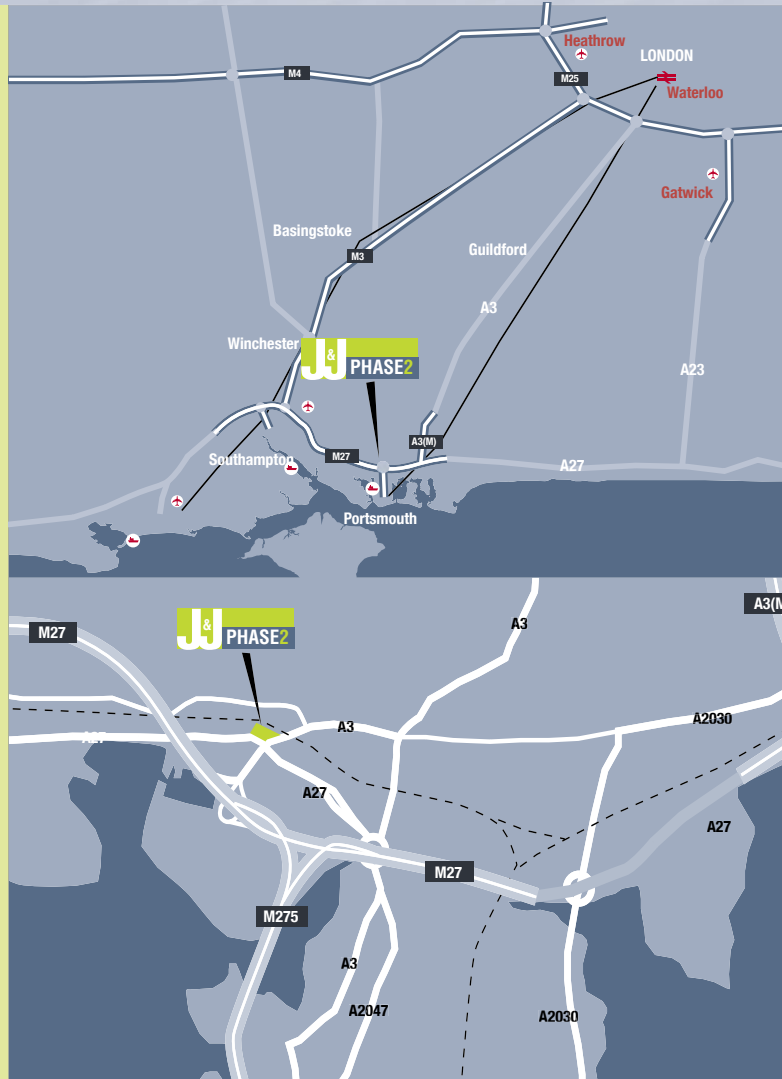 Heathrow
LONDON
M4
M25
Waterloo
Gatwick
Basingstoke
Guildford
M3
A3
Winchester
J&J PHASE2
A23
A3(M)
Southampton
M27
A27
Portsmouth
A3(M
M27
J&J PHASE2
A3
A2030
A3
A27
A27
A27
M27
M275
A3
A2047
A2030